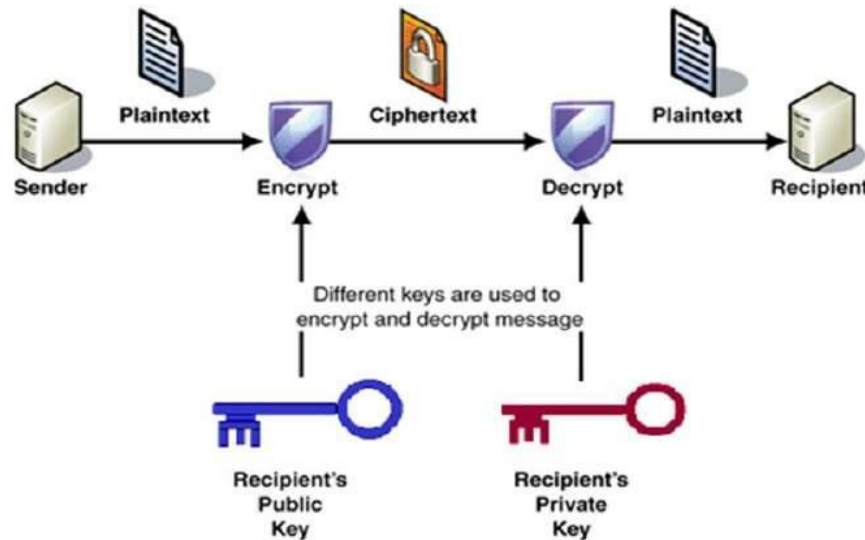 Plaintext
Ciphertext
Plaintext
Sender
Encrypt
Decrypt
Recipient
Different keys are used to
encrypt and decrypt message
Recipient's
Public
Key
Recipient's
Private
Key